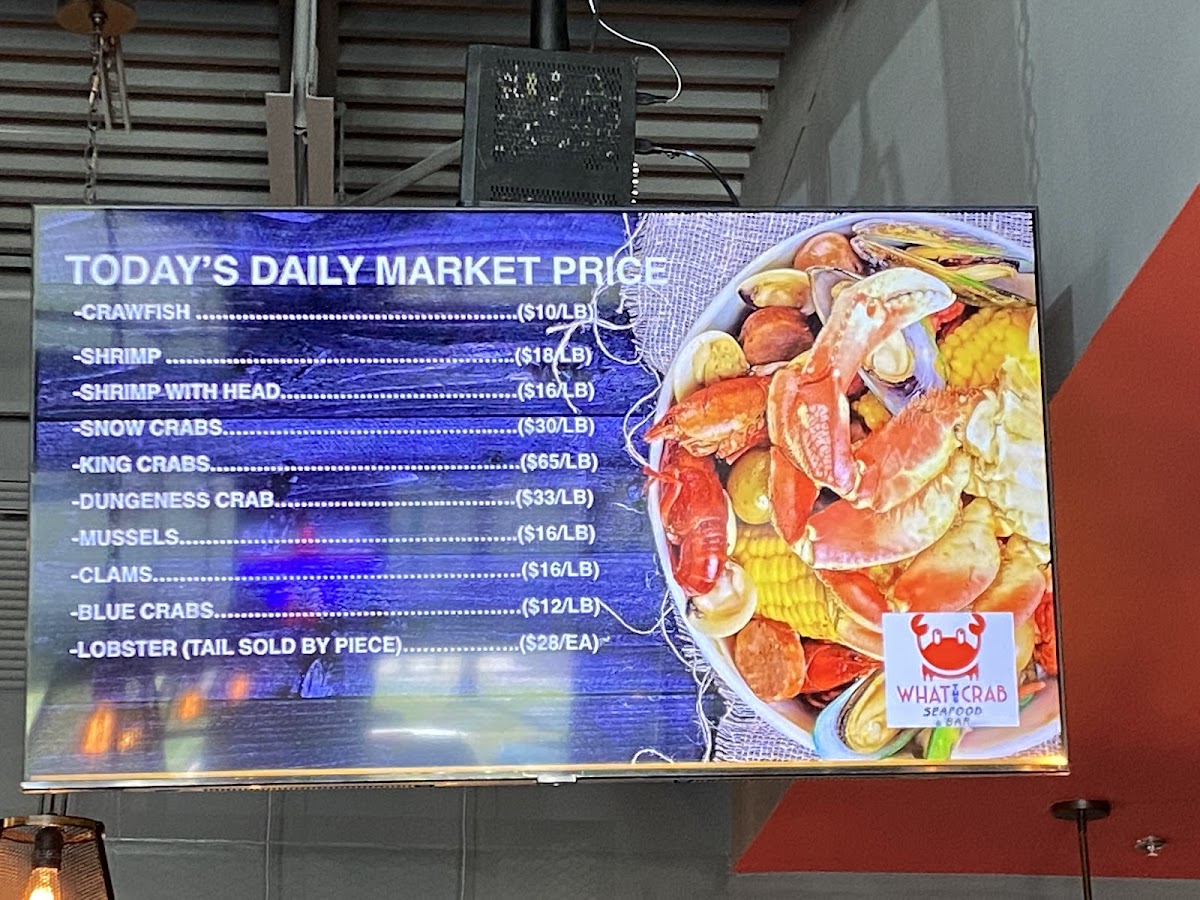 TODAY'S DAILY MARKET PRICE
-CRAWFISH ......................................................($10/LB)
-SHRIMP ...........................................................($18/LB)
-SHRIMP WITH HEAD........................................($16/LB)
-SNOW CRABS..................................................($30/LB)
-KING CRABS....................................................($65/LB)
-DUNGENESS CRAB.........................................($33/LB)
-MUSSELS.........................................................($16/LB)
-CLAMS..............................................................($16/LB)
-BLUE CRABS....................................................($12/LB)
-LOBSTER (TAIL SOLD BY PIECE)....................($28/EA)
WHAT THE CRAB
SEAFOOD
& BAR